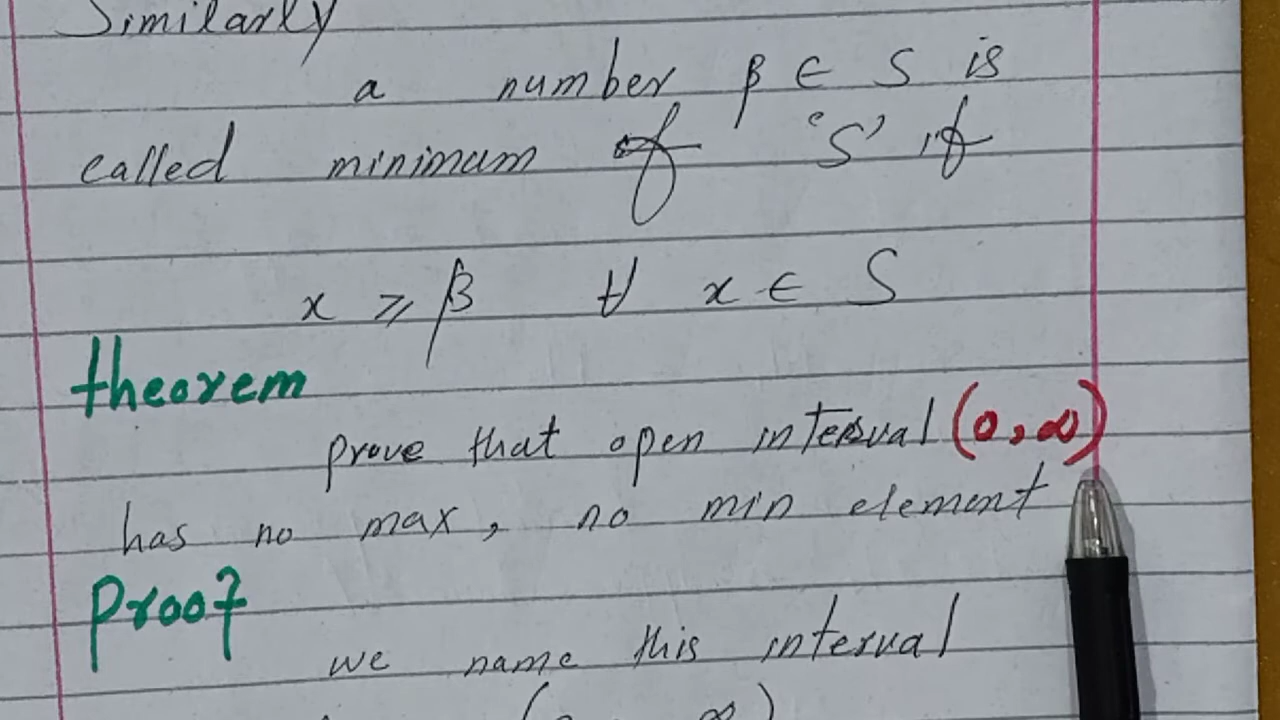 Similarly
a number β ∈ S is
called minimum of 'S' if
x ⩾ β ∀ x ∈ S
theorem
prove that open interval (0, ∞)
has no max, no min element
Proof
we name this interval